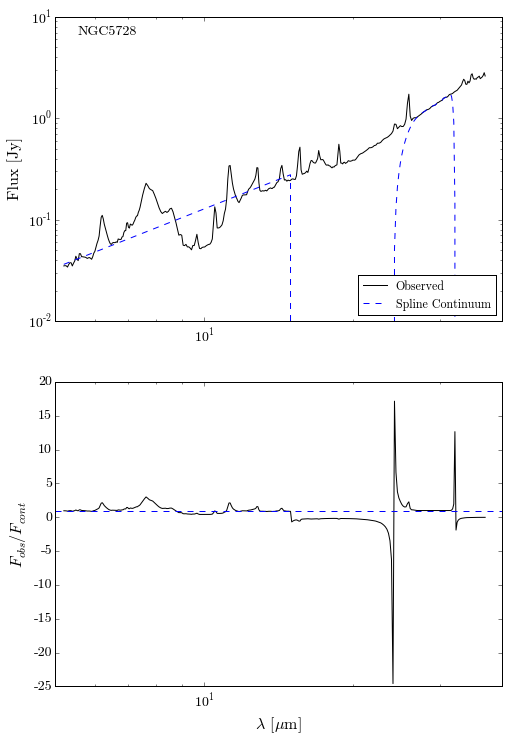 NGC5728
10^1
10^0
10^-1
10^-2
Flux [Jy]
Observed
Spline Continuum
10^1
20
15
10
5
0
-5
-10
-15
-20
-25
F_obs/F_cont
10^1
λ [μm]